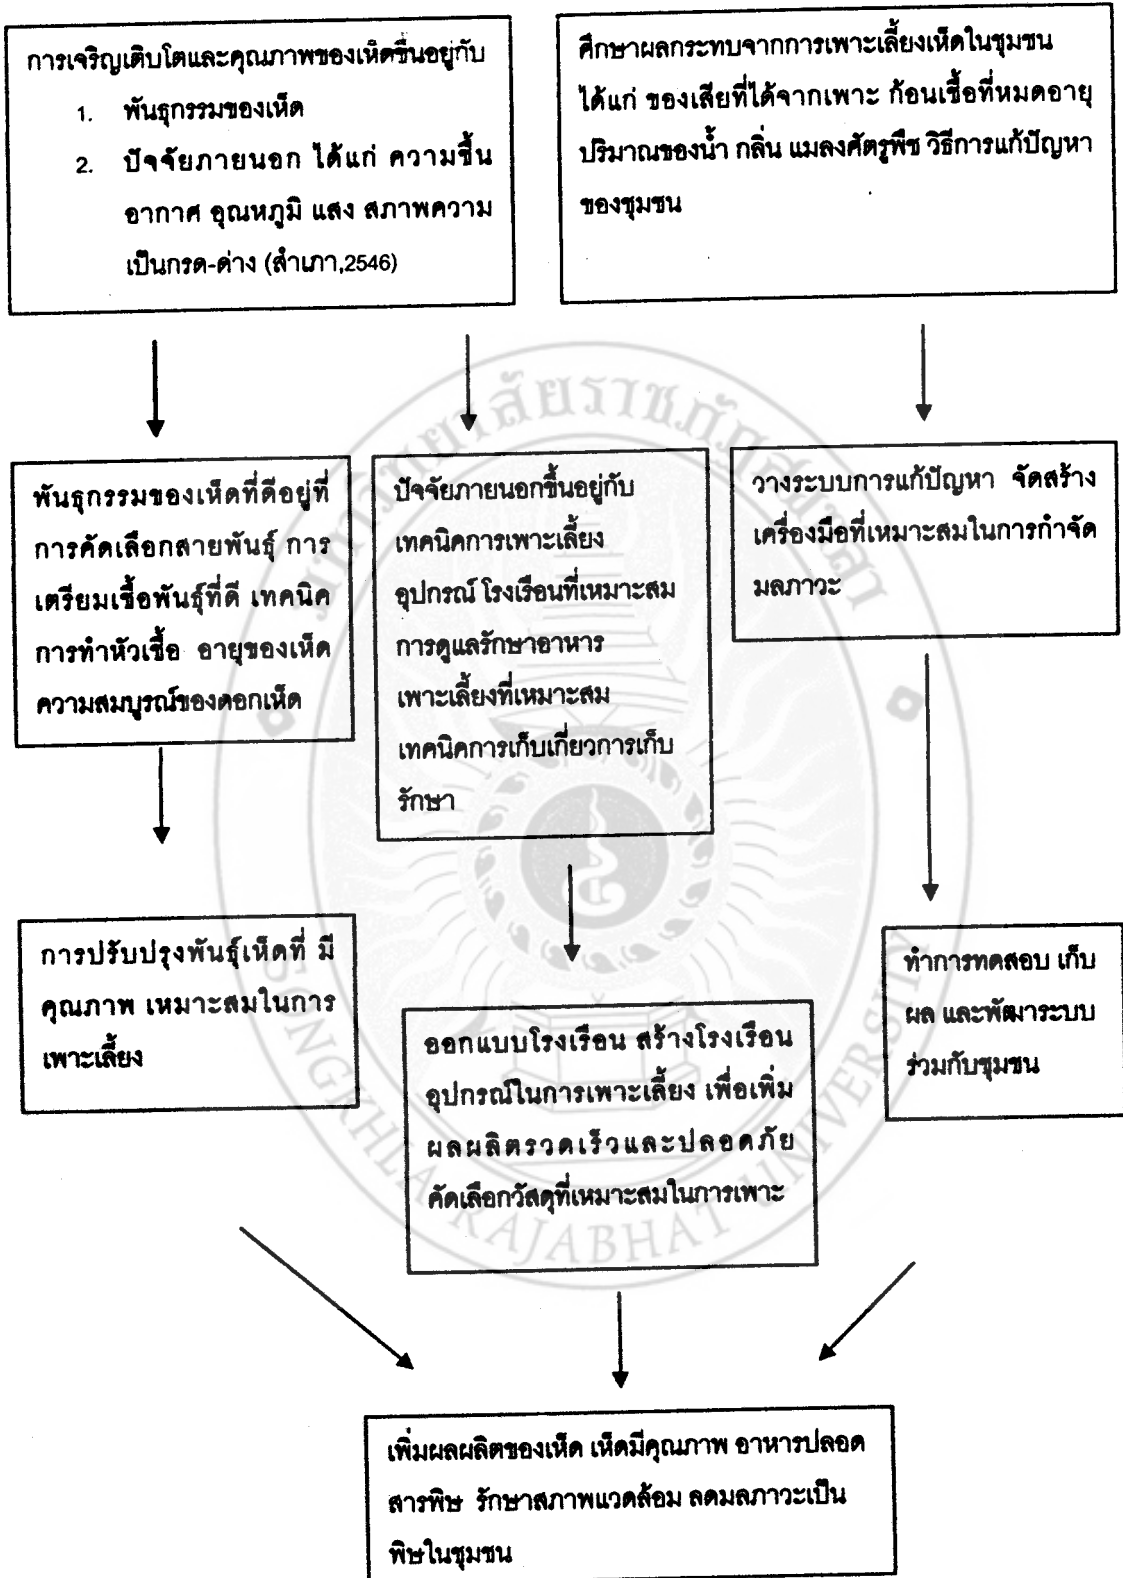 การเจริญเติบโตและคุณภาพของเห็ดขึ้นอยู่กับ
1. พันธุกรรมของเห็ด
2. ปัจจัยภายนอก ได้แก่ ความชื้น
อากาศ อุณหภูมิ แสง สภาพความ
เป็นกรด-ด่าง (สำเภา,2546)
ศึกษาผลกระทบจากการเพาะเลี้ยงเห็ดในชุมชน
ได้แก่ ของเสียที่ได้จากเพาะ ก้อนเชื้อที่หมดอายุ
ปริมาณของน้ำ กลิ่น แมลงศัตรูพืช วิธีการแก้ปัญหา
ของชุมชน
พันธุกรรมของเห็ดที่ดีอยู่ที่
การคัดเลือกสายพันธุ์ การ
เตรียมเชื้อพันธุ์ที่ดี เทคนิค
การทำหัวเชื้อ อายุของเห็ด
ความสมบูรณ์ของดอกเห็ด
ปัจจัยภายนอกขึ้นอยู่กับ
เทคนิคการเพาะเลี้ยง
อุปกรณ์ โรงเรือนที่เหมาะสม
การดูแลรักษาอาหาร
เพาะเลี้ยงที่เหมาะสม
เทคนิคการเก็บเกี่ยวการเก็บ
รักษา
วางระบบการแก้ปัญหา จัดสร้าง
เครื่องมือที่เหมาะสมในการกำจัด
มลภาวะ
การปรับปรุงพันธุ์เห็ดที่ มี
คุณภาพ เหมาะสมในการ
เพาะเลี้ยง
ออกแบบโรงเรือน สร้างโรงเรือน
อุปกรณ์ในการเพาะเลี้ยง เพื่อเพิ่ม
ผลผลิตรวดเร็วและปลอดภัย
คัดเลือกวัสดุที่เหมาะสมในการเพาะ
ทำการทดสอบ เก็บ
ผล และพัฒาระบบ
ร่วมกับชุมชน
เพิ่มผลผลิตของเห็ด เห็ดมีคุณภาพ อาหารปลอด
สารพิษ รักษาสภาพแวดล้อม ลดมลภาวะเป็น
พิษในชุมชน
มหาวิทยาลัยราชภัฏสงขลา
SONGKHLA RAJABHAT UNIVERSITY